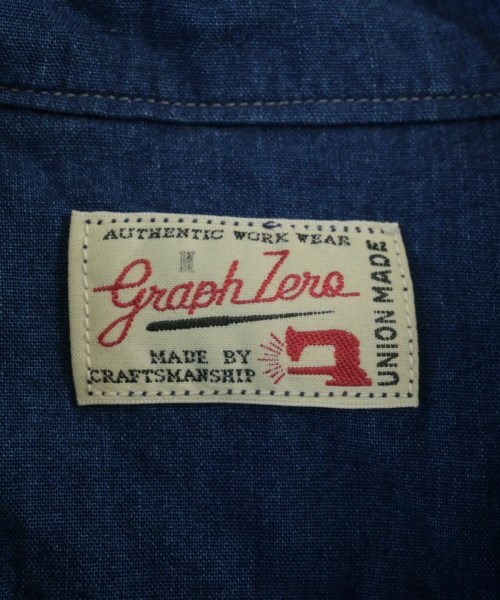 AUTHENTIC WORK WEAR
graph Zero
MADE BY
CRAFTSMANSHIP
UNION MADE